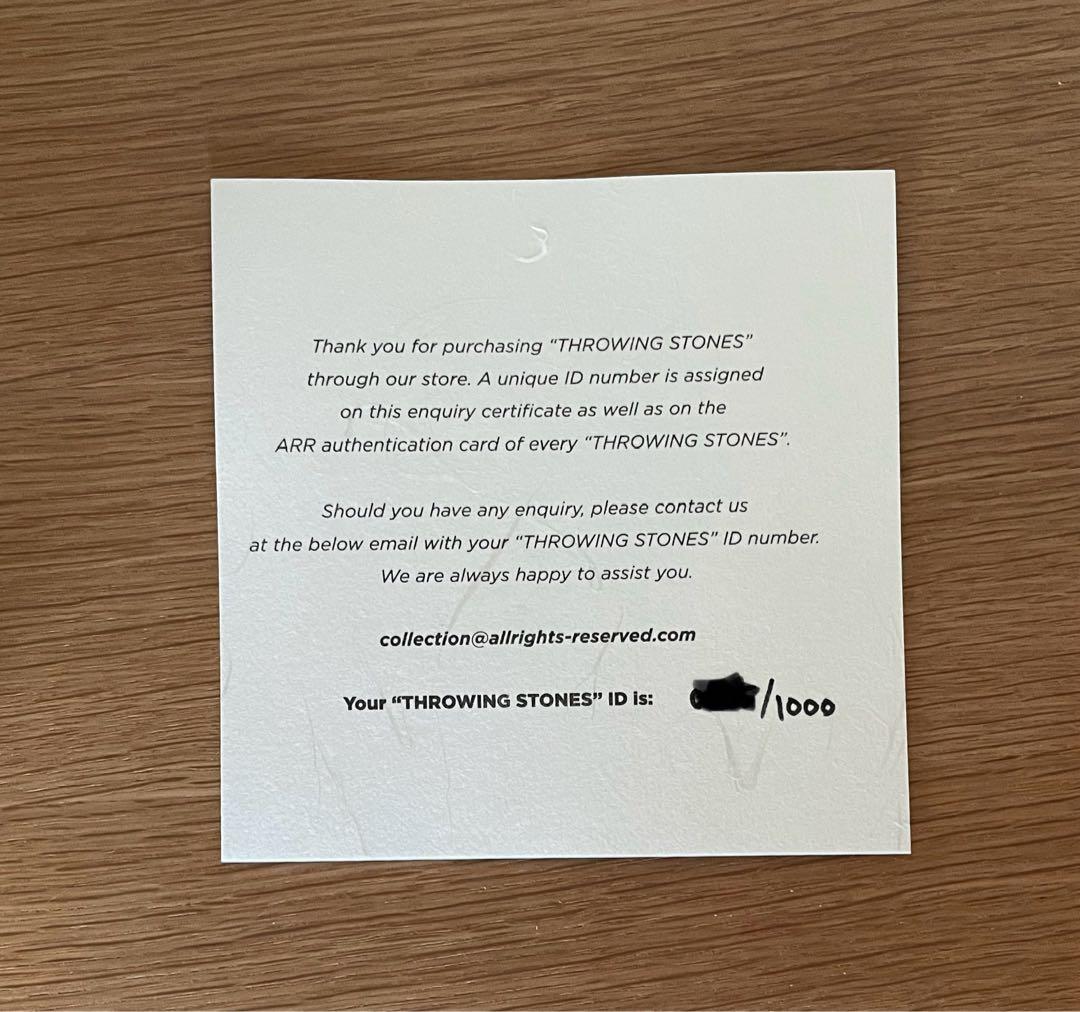 Thank you for purchasing “THROWING STONES”
through our store. A unique ID number is assigned
on this enquiry certificate as well as on the
ARR authentication card of every “THROWING STONES”.
Should you have any enquiry, please contact us
at the below email with your “THROWING STONES” ID number.
We are always happy to assist you.
collection@allrights-reserved.com
Your “THROWING STONES” ID is: /1000